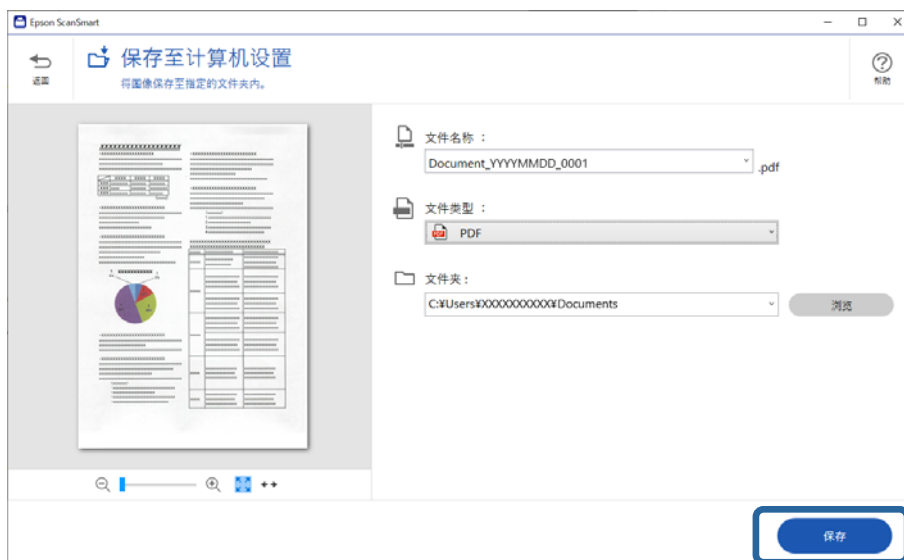 Epson ScanSmart
返回
保存至计算机设置
将图像保存至指定的文件夹内。
帮助
文件名称 ：
Document_YYYYMMDD_0001
.pdf
文件类型 ：
PDF
文件夹：
C:¥Users¥XXXXXXXXXX¥Documents
浏览
保存